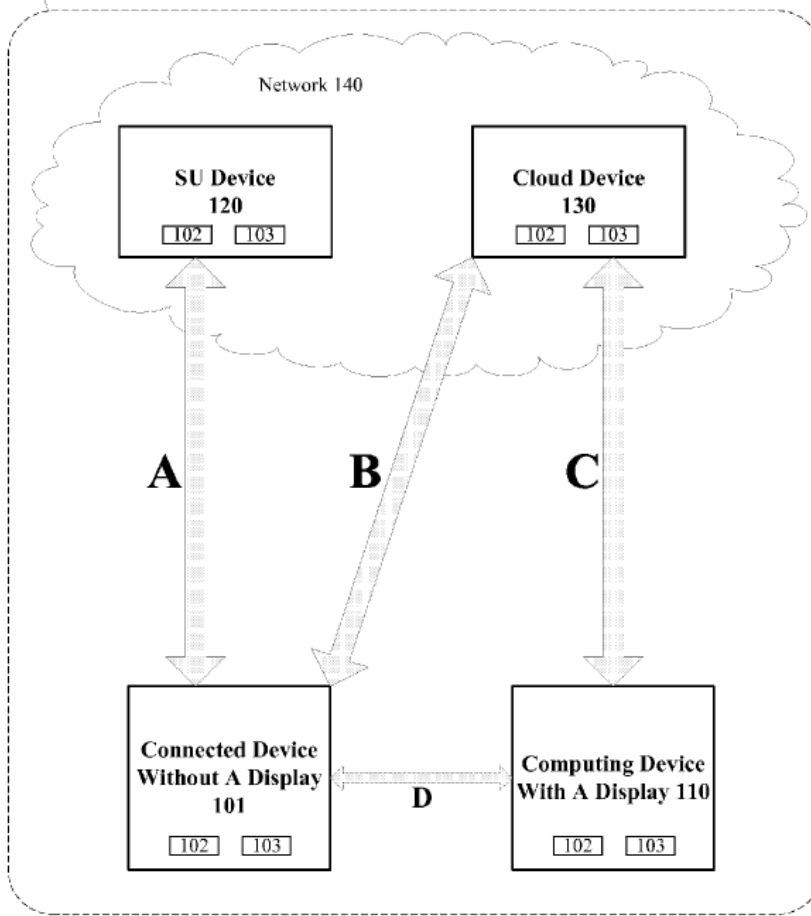 Network 140
SU Device
120
102 103
Cloud Device
130
102 103
A
B
C
Connected Device
Without A Display
101
102 103
D
Computing Device
With A Display 110
102 103